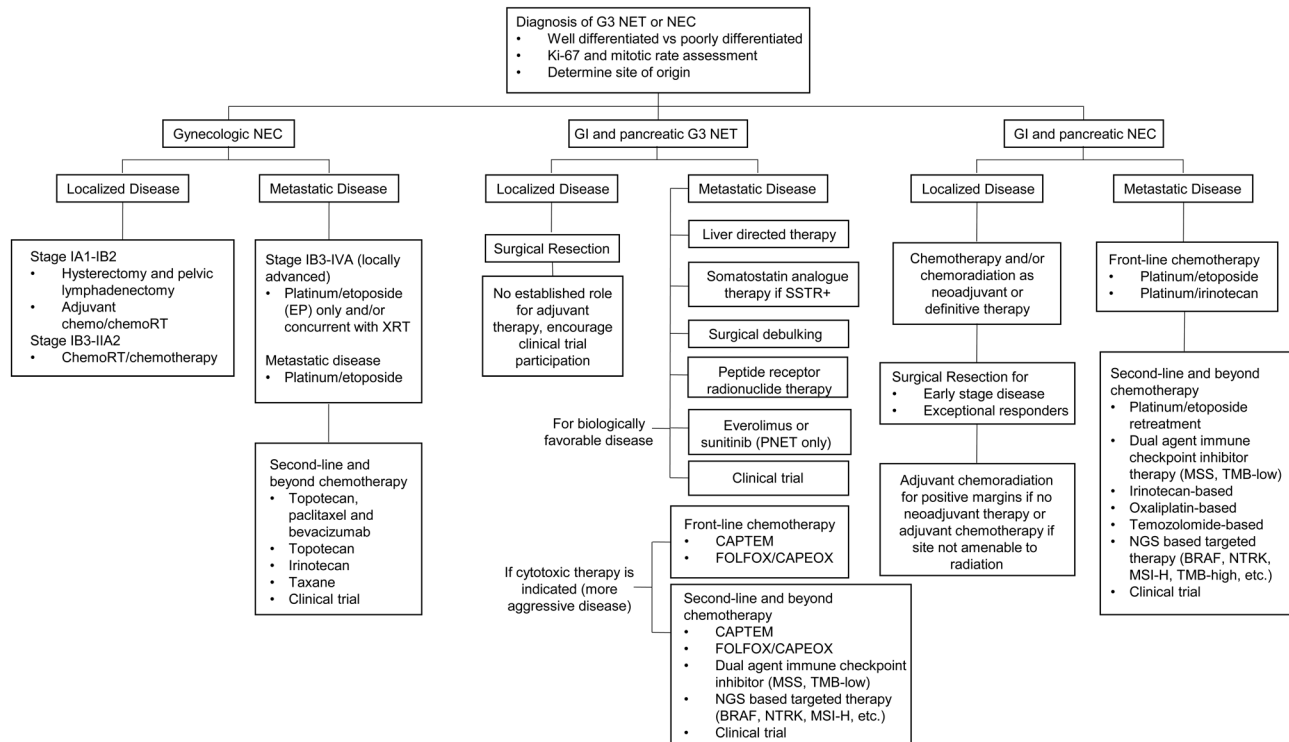 Diagnosis of G3 NET or NEC
• Well differentiated vs poorly differentiated
• Ki-67 and mitotic rate assessment
• Determine site of origin
Gynecologic NEC
GI and pancreatic G3 NET
GI and pancreatic NEC
Localized Disease
Metastatic Disease
Localized Disease
Metastatic Disease
Localized Disease
Metastatic Disease
Stage IA1-IB2
• Hysterectomy and pelvic
lymphadenectomy
• Adjuvant
chemo/chemoRT
Stage IB3-IIA2
• ChemoRT/chemotherapy
Stage IB3-IVA (locally
advanced)
• Platinum/etoposide
(EP) only and/or
concurrent with XRT
Metastatic disease
• Platinum/etoposide
Second-line and
beyond chemotherapy
• Topotecan,
paclitaxel and
bevacizumab
• Topotecan
• Irinotecan
• Taxane
• Clinical trial
Surgical Resection
No established role
for adjuvant
therapy, encourage
clinical trial
participation
For biologically
favorable disease
Liver directed therapy
Somatostatin analogue
therapy if SSTR+
Surgical debulking
Peptide receptor
radionuclide therapy
Everolimus or
sunitinib (PNET only)
Clinical trial
If cytotoxic therapy is
indicated (more
aggressive disease)
Front-line chemotherapy
• CAPTEM
• FOLFOX/CAPEOX
Second-line and beyond
chemotherapy
• CAPTEM
• FOLFOX/CAPEOX
• Dual agent immune checkpoint
inhibitor (MSS, TMB-low)
• NGS based targeted therapy
(BRAF, NTRK, MSI-H, etc.)
• Clinical trial
Chemotherapy and/or
chemoradiation as
neoadjuvant or
definitive therapy
Surgical Resection for
• Early stage disease
• Exceptional responders
Adjuvant chemoradiation
for positive margins if no
neoadjuvant therapy or
adjuvant chemotherapy if
site not amenable to
radiation
Front-line chemotherapy
• Platinum/etoposide
• Platinum/irinotecan
Second-line and beyond
chemotherapy
• Platinum/etoposide
retreatment
• Dual agent immune
checkpoint inhibitor
therapy (MSS, TMB-low)
• Irinotecan-based
• Oxaliplatin-based
• Temozolomide-based
• NGS based targeted
therapy (BRAF, NTRK,
MSI-H, TMB-high, etc.)
• Clinical trial